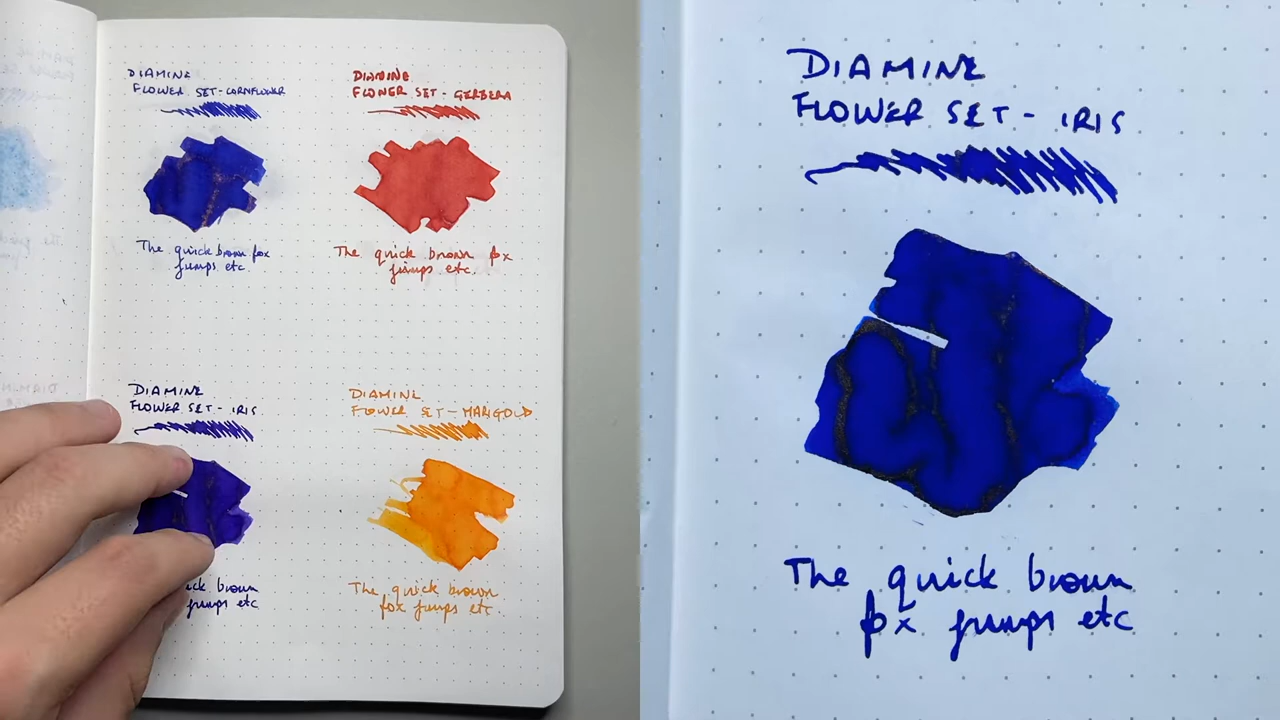 DIAMINE
FLOWER SET - CORNFLOWER
The quick brown fox
jumps etc.
DIAMINE
FLOWER SET - GERBERA
The quick brown fox
jumps etc.
DIAMINE
FLOWER SET - IRIS
brown
jumps etc
DIAMINE
FLOWER SET - MARIGOLD
The quick brown
fox jumps etc.
DIAMINE
FLOWER SET - IRIS
The quick brown
fox jumps etc